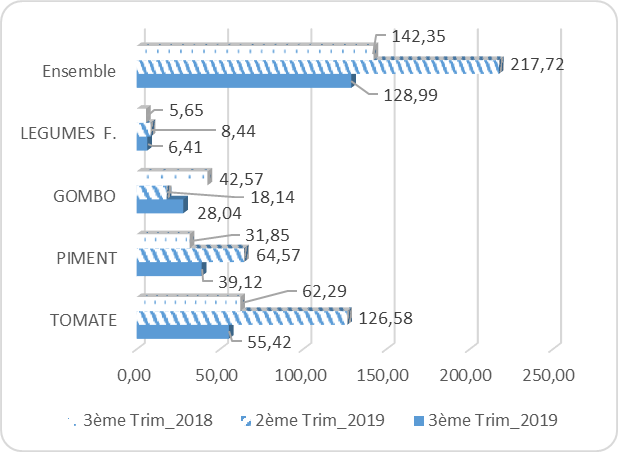 142,35
Ensemble
217,72
128,99
5,65
LEGUMES F.
8,44
6,41
42,57
GOMBO
18,14
28,04
31,85
PIMENT
64,57
39,12
62,29
TOMATE
126,58
55,42
0,00 50,00 100,00 150,00 200,00 250,00
3ème Trim_2018 2ème Trim_2019 3ème Trim_2019